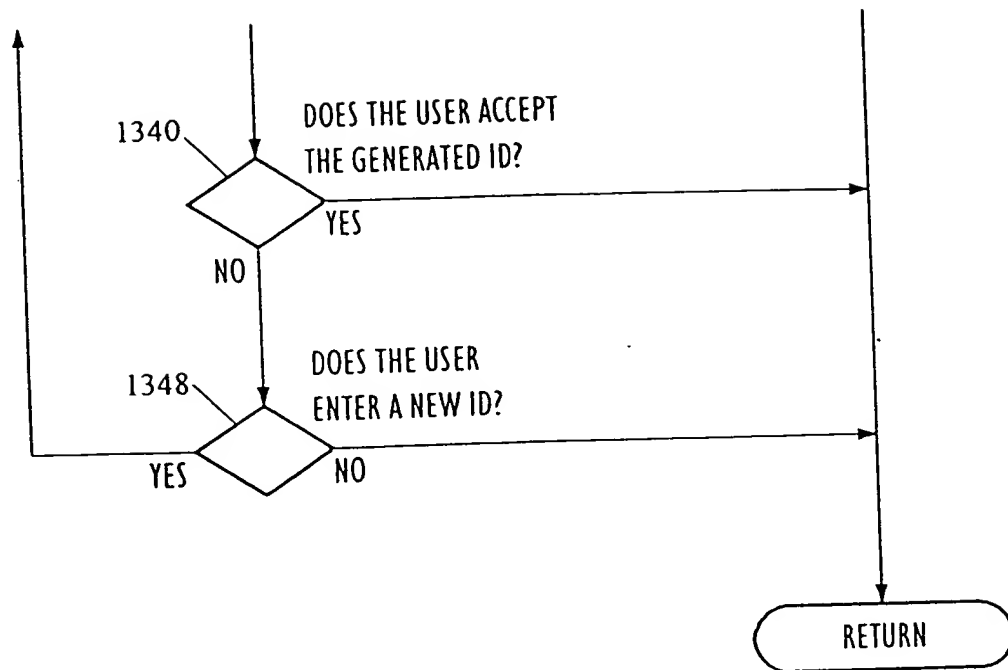 DOES THE USER ACCEPT
THE GENERATED ID?
1340
YES
NO
DOES THE USER
ENTER A NEW ID?
1348
YES
NO
RETURN